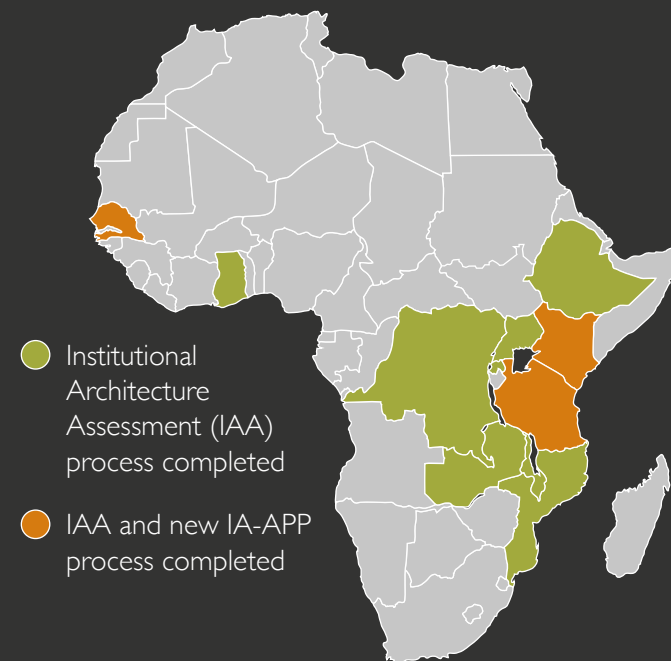 Institutional
Architecture
Assessment (IAA)
process completed
IAA and new IA-APP
process completed